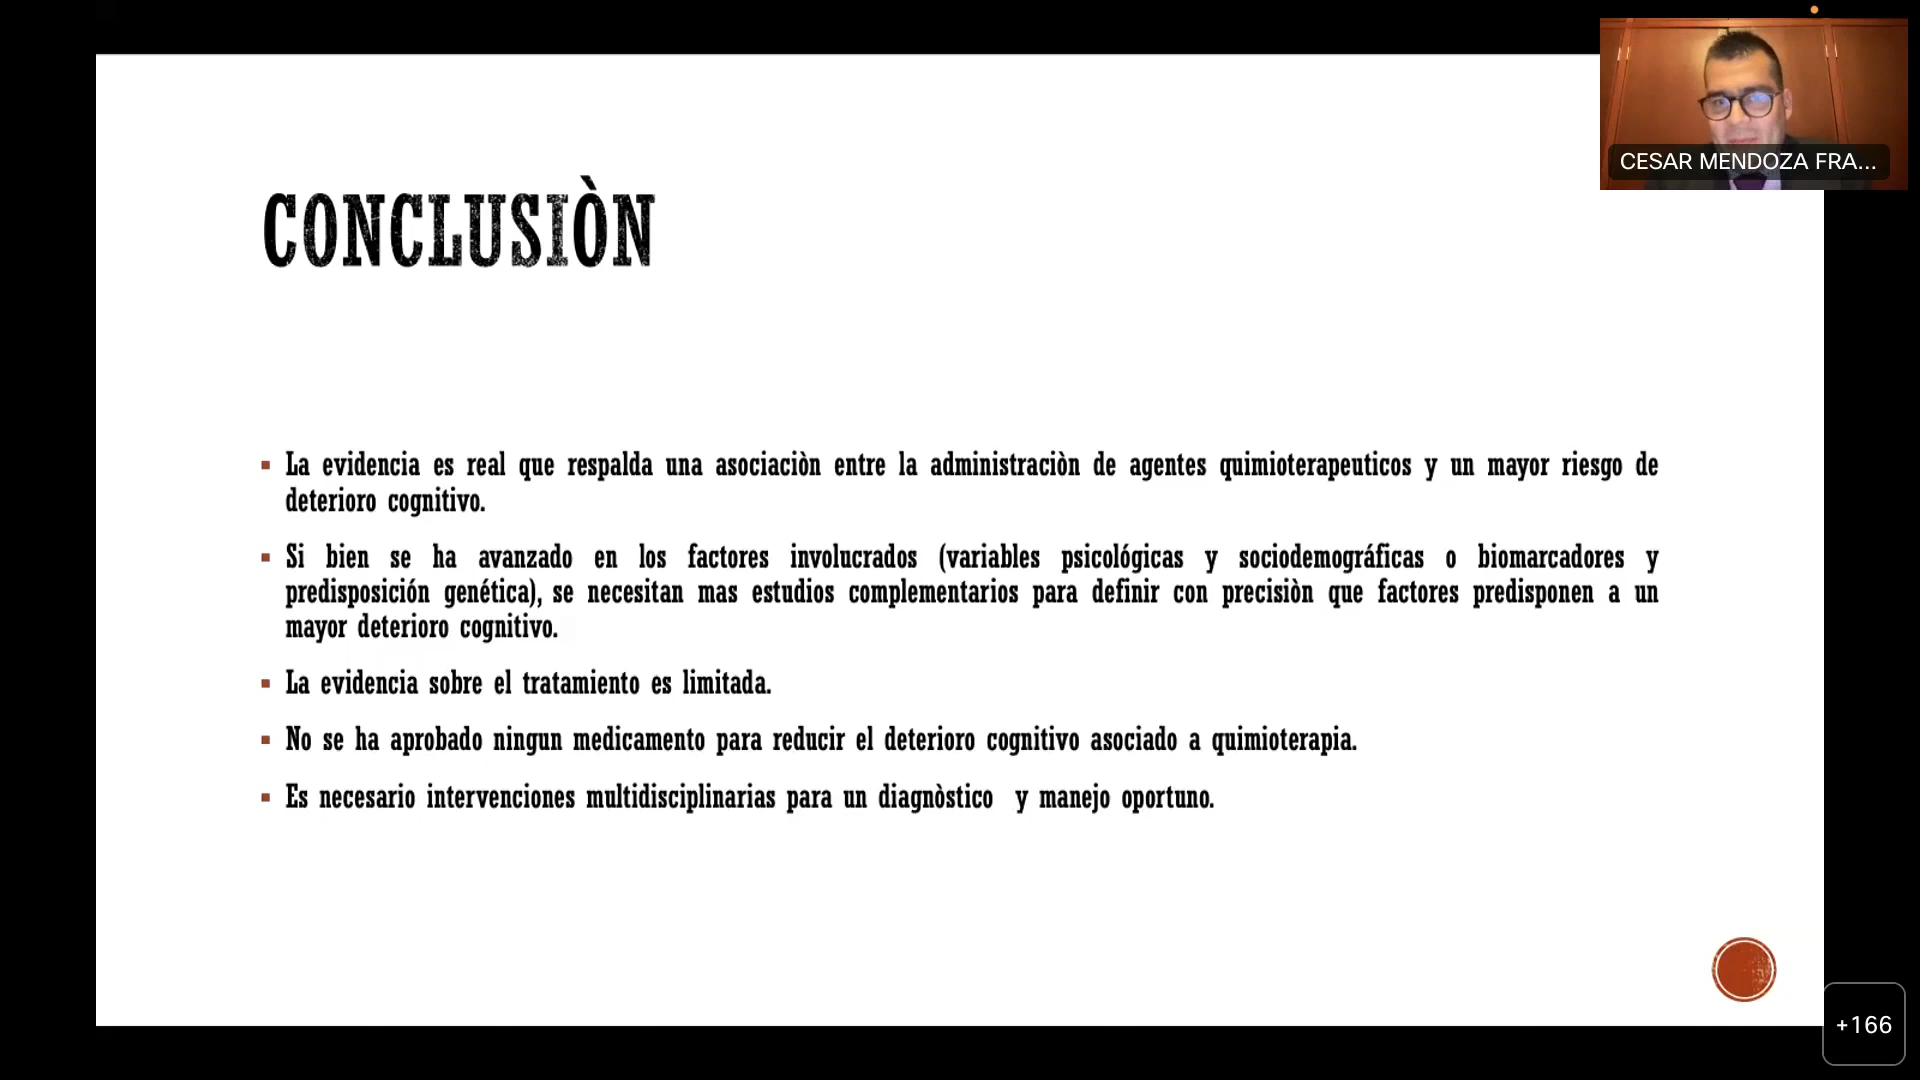 CESAR MENDOZA FRA...
CONCLUSIÒN
La evidencia es real que respalda una asociaciòn entre la administraciòn de agentes quimioterapeuticos y un mayor riesgo de
deterioro cognitivo.
Si bien se ha avanzado en los factores involucrados (variables psicológicas y sociodemográficas o biomarcadores y
predisposición genética), se necesitan mas estudios complementarios para definir con precisiòn que factores predisponen a un
mayor deterioro cognitivo.
La evidencia sobre el tratamiento es limitada.
No se ha aprobado ningun medicamento para reducir el deterioro cognitivo asociado a quimioterapia.
Es necesario intervenciones multidisciplinarias para un diagnòstico y manejo oportuno.
+166